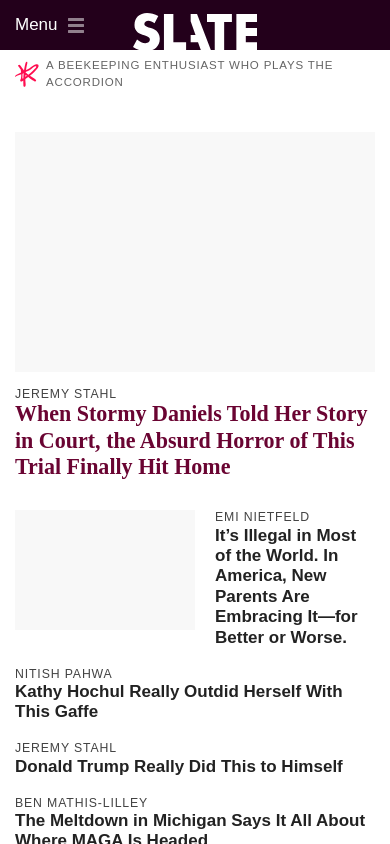 Menu
SLATE
A BEEKEEPING ENTHUSIAST WHO PLAYS THE
ACCORDION
JEREMY STAHL
When Stormy Daniels Told Her Story
in Court, the Absurd Horror of This
Trial Finally Hit Home
EMI NIETFELD
It’s Illegal in Most
of the World. In
America, New
Parents Are
Embracing It—for
Better or Worse.
NITISH PAHWA
Kathy Hochul Really Outdid Herself With
This Gaffe
JEREMY STAHL
Donald Trump Really Did This to Himself
BEN MATHIS-LILLEY
The Meltdown in Michigan Says It All About
Where MAGA Is Headed